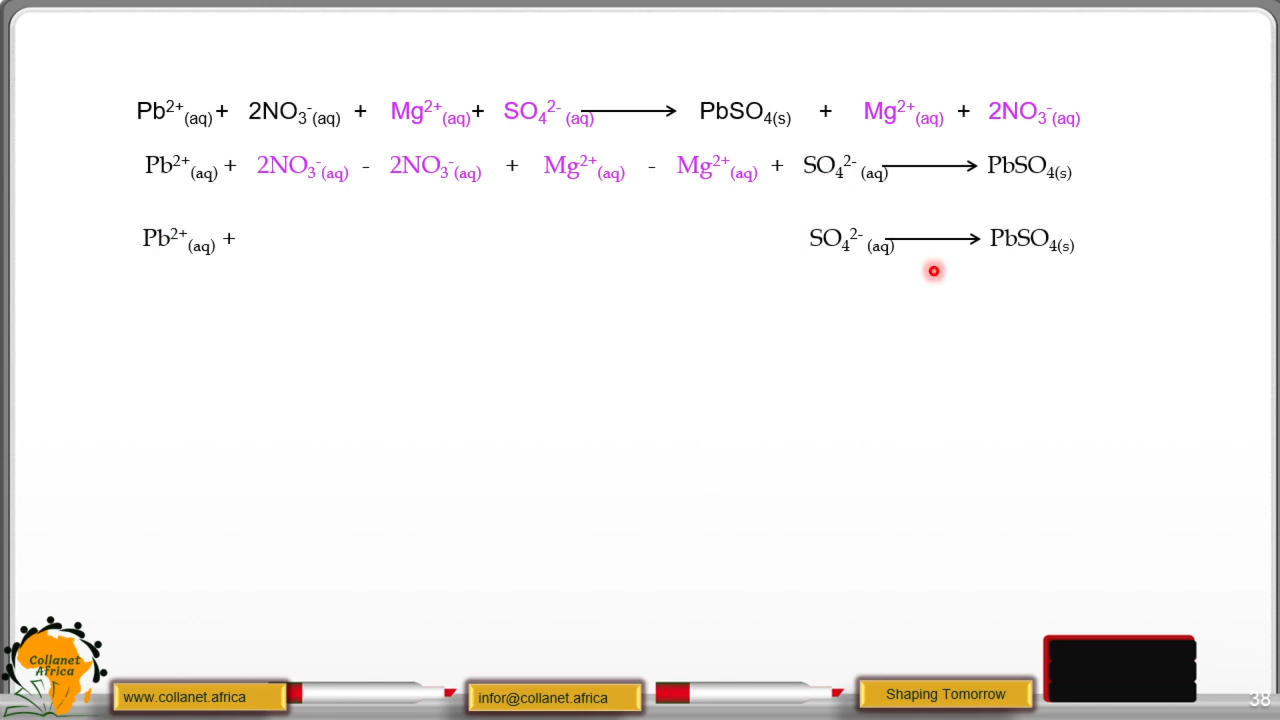 Pb²⁺(aq) + 2NO₃⁻(aq) + Mg²⁺(aq) + SO₄²⁻ (aq) ⟶ PbSO₄(s) + Mg²⁺(aq) + 2NO₃⁻(aq)
Pb²⁺(aq) + 2NO₃⁻(aq) - 2NO₃⁻(aq) + Mg²⁺(aq) - Mg²⁺(aq) + SO₄²⁻ (aq) ⟶ PbSO₄(s)
Pb²⁺(aq) + SO₄²⁻ (aq) ⟶ PbSO₄(s)
Collanet
Africa
www.collanet.africa
infor@collanet.africa
Shaping Tomorrow
38